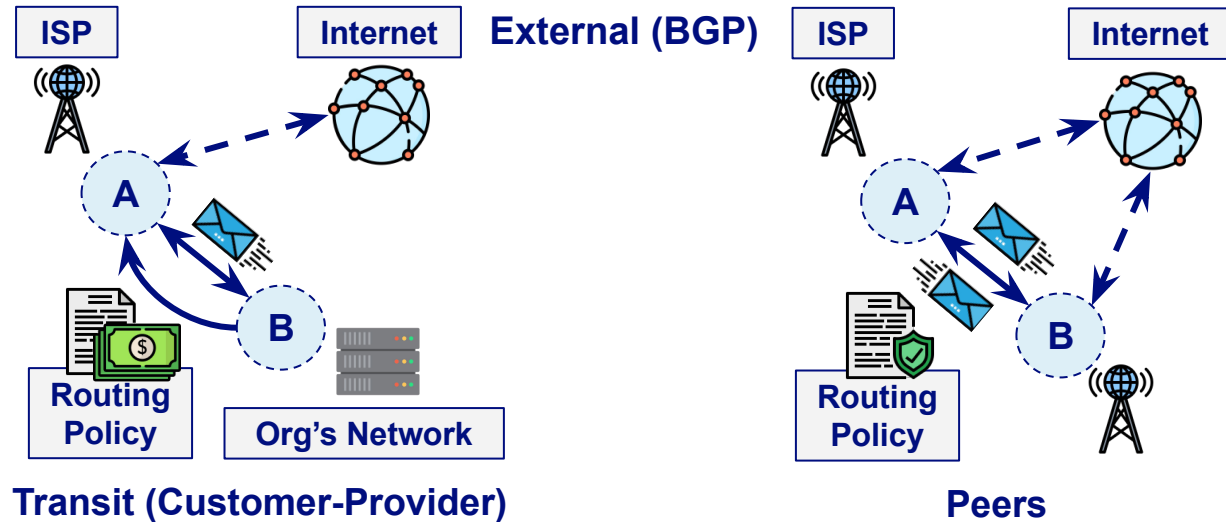 ISP
Internet
External (BGP)
ISP
Internet
A
A
B
B
$
Routing
Policy
Org's Network
Routing
Policy
Transit (Customer-Provider)
Peers